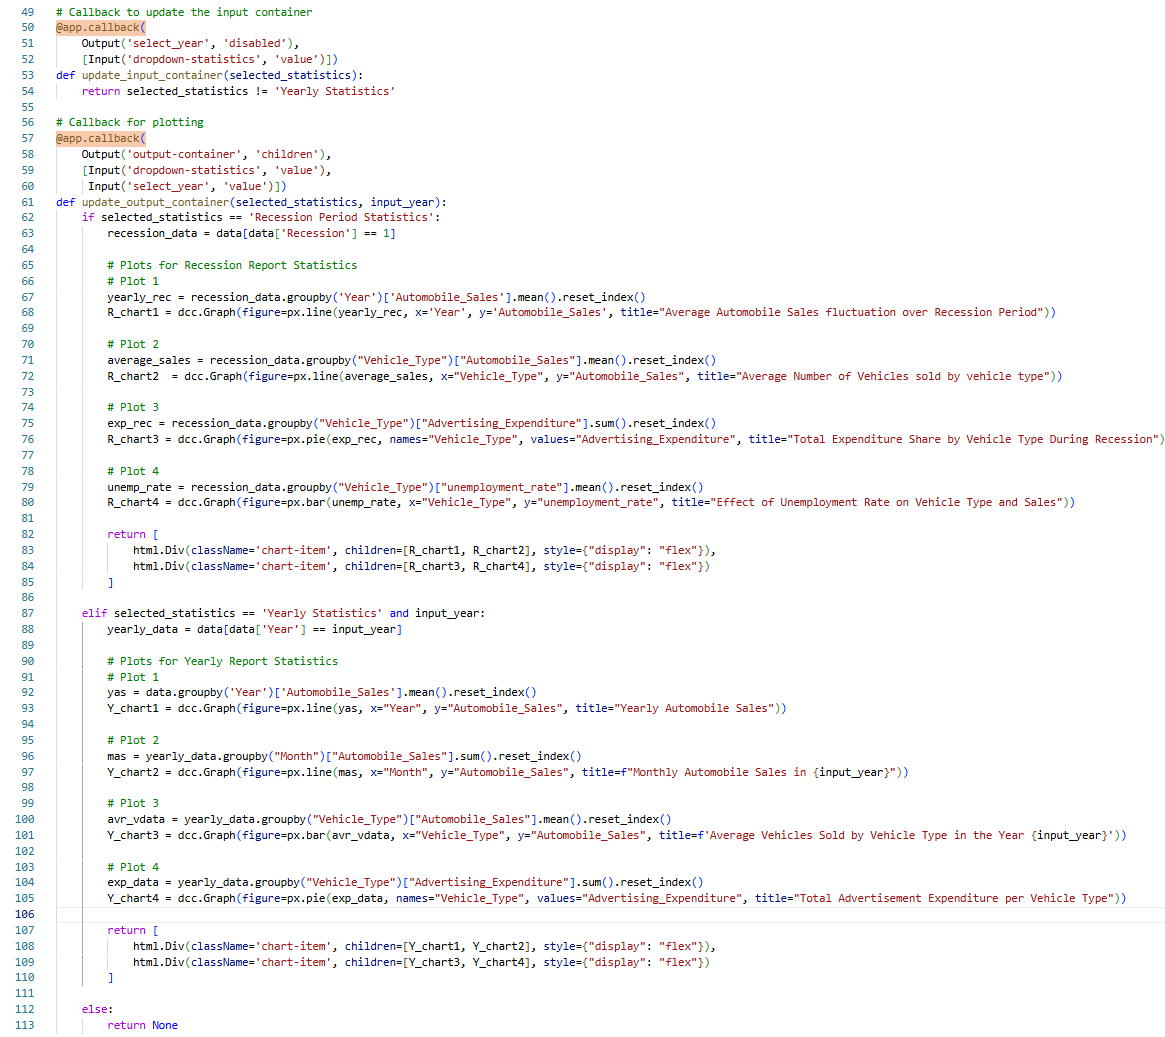 49 # Callback to update the input container
50 @app.callback(
51     Output('select_year', 'disabled'),
52     [Input('dropdown-statistics', 'value')])
53 def update_input_container(selected_statistics):
54     return selected_statistics != 'Yearly Statistics'
55
56 # Callback for plotting
57 @app.callback(
58     Output('output-container', 'children'),
59     [Input('dropdown-statistics', 'value'),
60      Input('select_year', 'value')])
61 def update_output_container(selected_statistics, input_year):
62     if selected_statistics == 'Recession Period Statistics':
63         recession_data = data[data['Recession'] == 1]
64
65         # Plots for Recession Report Statistics
66         # Plot 1
67         yearly_rec = recession_data.groupby('Year')['Automobile_Sales'].mean().reset_index()
68         R_chart1 = dcc.Graph(figure=px.line(yearly_rec, x='Year', y='Automobile_Sales', title="Average Automobile Sales fluctuation over Recession Period"))
69
70         # Plot 2
71         average_sales = recession_data.groupby("Vehicle_Type")["Automobile_Sales"].mean().reset_index()
72         R_chart2  = dcc.Graph(figure=px.line(average_sales, x="Vehicle_Type", y="Automobile_Sales", title="Average Number of Vehicles sold by vehicle type"))
73
74         # Plot 3
75         exp_rec = recession_data.groupby("Vehicle_Type")["Advertising_Expenditure"].sum().reset_index()
76         R_chart3 = dcc.Graph(figure=px.pie(exp_rec, names="Vehicle_Type", values="Advertising_Expenditure", title="Total Expenditure Share by Vehicle Type During Recession")
77
78         # Plot 4
79         unemp_rate = recession_data.groupby("Vehicle_Type")["unemployment_rate"].mean().reset_index()
80         R_chart4 = dcc.Graph(figure=px.bar(unemp_rate, x="Vehicle_Type", y="unemployment_rate", title="Effect of Unemployment Rate on Vehicle Type and Sales"))
81
82         return [
83             html.Div(className='chart-item', children=[R_chart1, R_chart2], style={"display": "flex"}),
84             html.Div(className='chart-item', children=[R_chart3, R_chart4], style={"display": "flex"})
85         ]
86
87     elif selected_statistics == 'Yearly Statistics' and input_year:
88         yearly_data = data[data['Year'] == input_year]
89
90         # Plots for Yearly Report Statistics
91         # Plot 1
92         yas = data.groupby('Year')['Automobile_Sales'].mean().reset_index()
93         Y_chart1 = dcc.Graph(figure=px.line(yas, x="Year", y="Automobile_Sales", title="Yearly Automobile Sales"))
94
95         # Plot 2
96         mas = yearly_data.groupby("Month")["Automobile_Sales"].sum().reset_index()
97         Y_chart2 = dcc.Graph(figure=px.line(mas, x="Month", y="Automobile_Sales", title=f"Monthly Automobile Sales in {input_year}"))
98
99         # Plot 3
100         avr_vdata = yearly_data.groupby("Vehicle_Type")["Automobile_Sales"].mean().reset_index()
101         Y_chart3 = dcc.Graph(figure=px.bar(avr_vdata, x="Vehicle_Type", y="Automobile_Sales", title=f'Average Vehicles Sold by Vehicle Type in the Year {input_year}'))
102
103         # Plot 4
104         exp_data = yearly_data.groupby("Vehicle_Type")["Advertising_Expenditure"].sum().reset_index()
105         Y_chart4 = dcc.Graph(figure=px.pie(exp_data, names="Vehicle_Type", values="Advertising_Expenditure", title="Total Advertisement Expenditure per Vehicle Type"))
106
107         return [
108             html.Div(className='chart-item', children=[Y_chart1, Y_chart2], style={"display": "flex"}),
109             html.Div(className='chart-item', children=[Y_chart3, Y_chart4], style={"display": "flex"})
110         ]
111
112     else:
113         return None